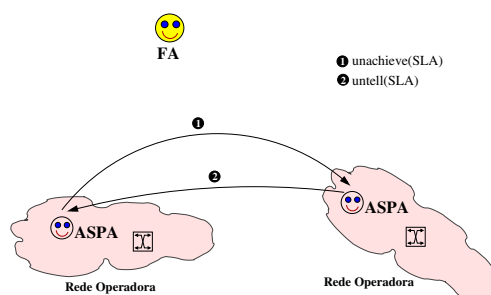 FA
❶ unachieve(SLA)
❷ untell(SLA)
❶
❷
ASPA
ASPA
Rede Operadora
Rede Operadora